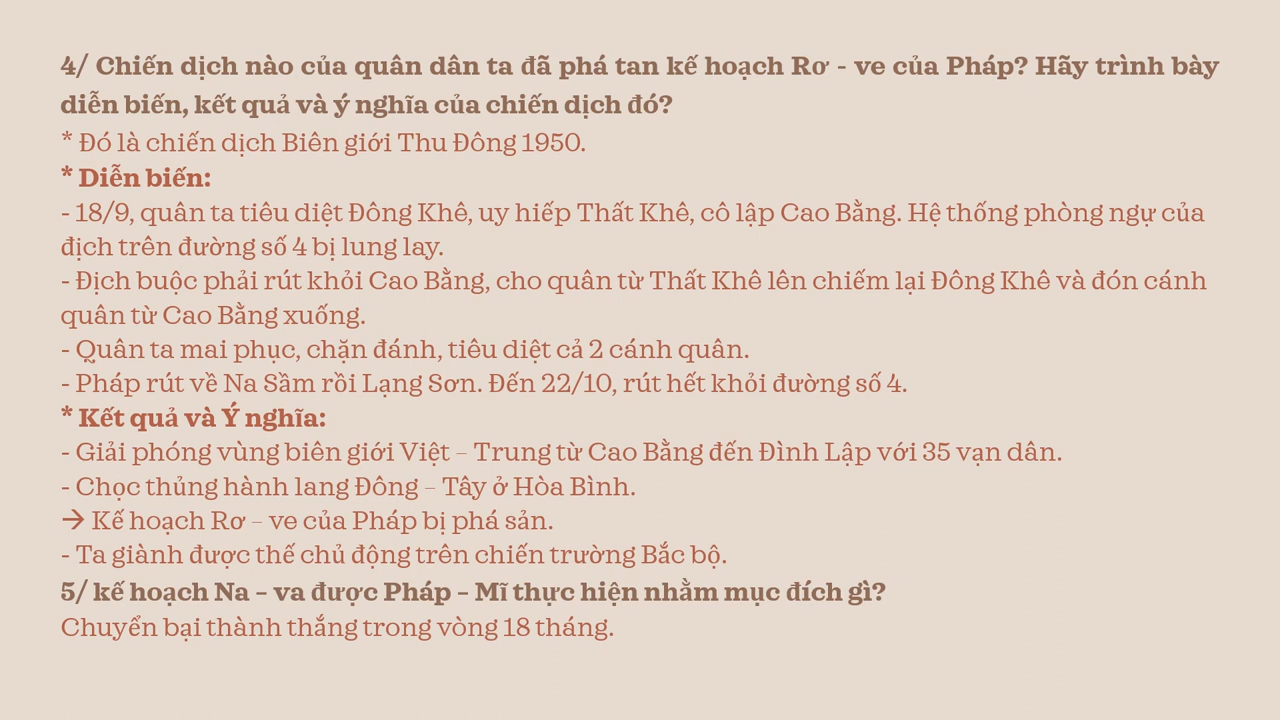 4/ Chiến dịch nào của quân dân ta đã phá tan kế hoạch Rơ - ve của Pháp? Hãy trình bày
diễn biến, kết quả và ý nghĩa của chiến dịch đó?
* Đó là chiến dịch Biên giới Thu Đông 1950.
* Diễn biến:
- 18/9, quân ta tiêu diệt Đông Khê, uy hiếp Thất Khê, cô lập Cao Bằng. Hệ thống phòng ngự của
địch trên đường số 4 bị lung lay.
- Địch buộc phải rút khỏi Cao Bằng, cho quân từ Thất Khê lên chiếm lại Đông Khê và đón cánh
quân từ Cao Bằng xuống.
- Quân ta mai phục, chặn đánh, tiêu diệt cả 2 cánh quân.
- Pháp rút về Na Sầm rồi Lạng Sơn. Đến 22/10, rút hết khỏi đường số 4.
* Kết quả và Ý nghĩa:
- Giải phóng vùng biên giới Việt – Trung từ Cao Bằng đến Đình Lập với 35 vạn dân.
- Chọc thủng hành lang Đông – Tây ở Hòa Bình.
→ Kế hoạch Rơ – ve của Pháp bị phá sản.
- Ta giành được thế chủ động trên chiến trường Bắc bộ.
5/ kế hoạch Na – va được Pháp – Mĩ thực hiện nhằm mục đích gì?
Chuyển bại thành thắng trong vòng 18 tháng.